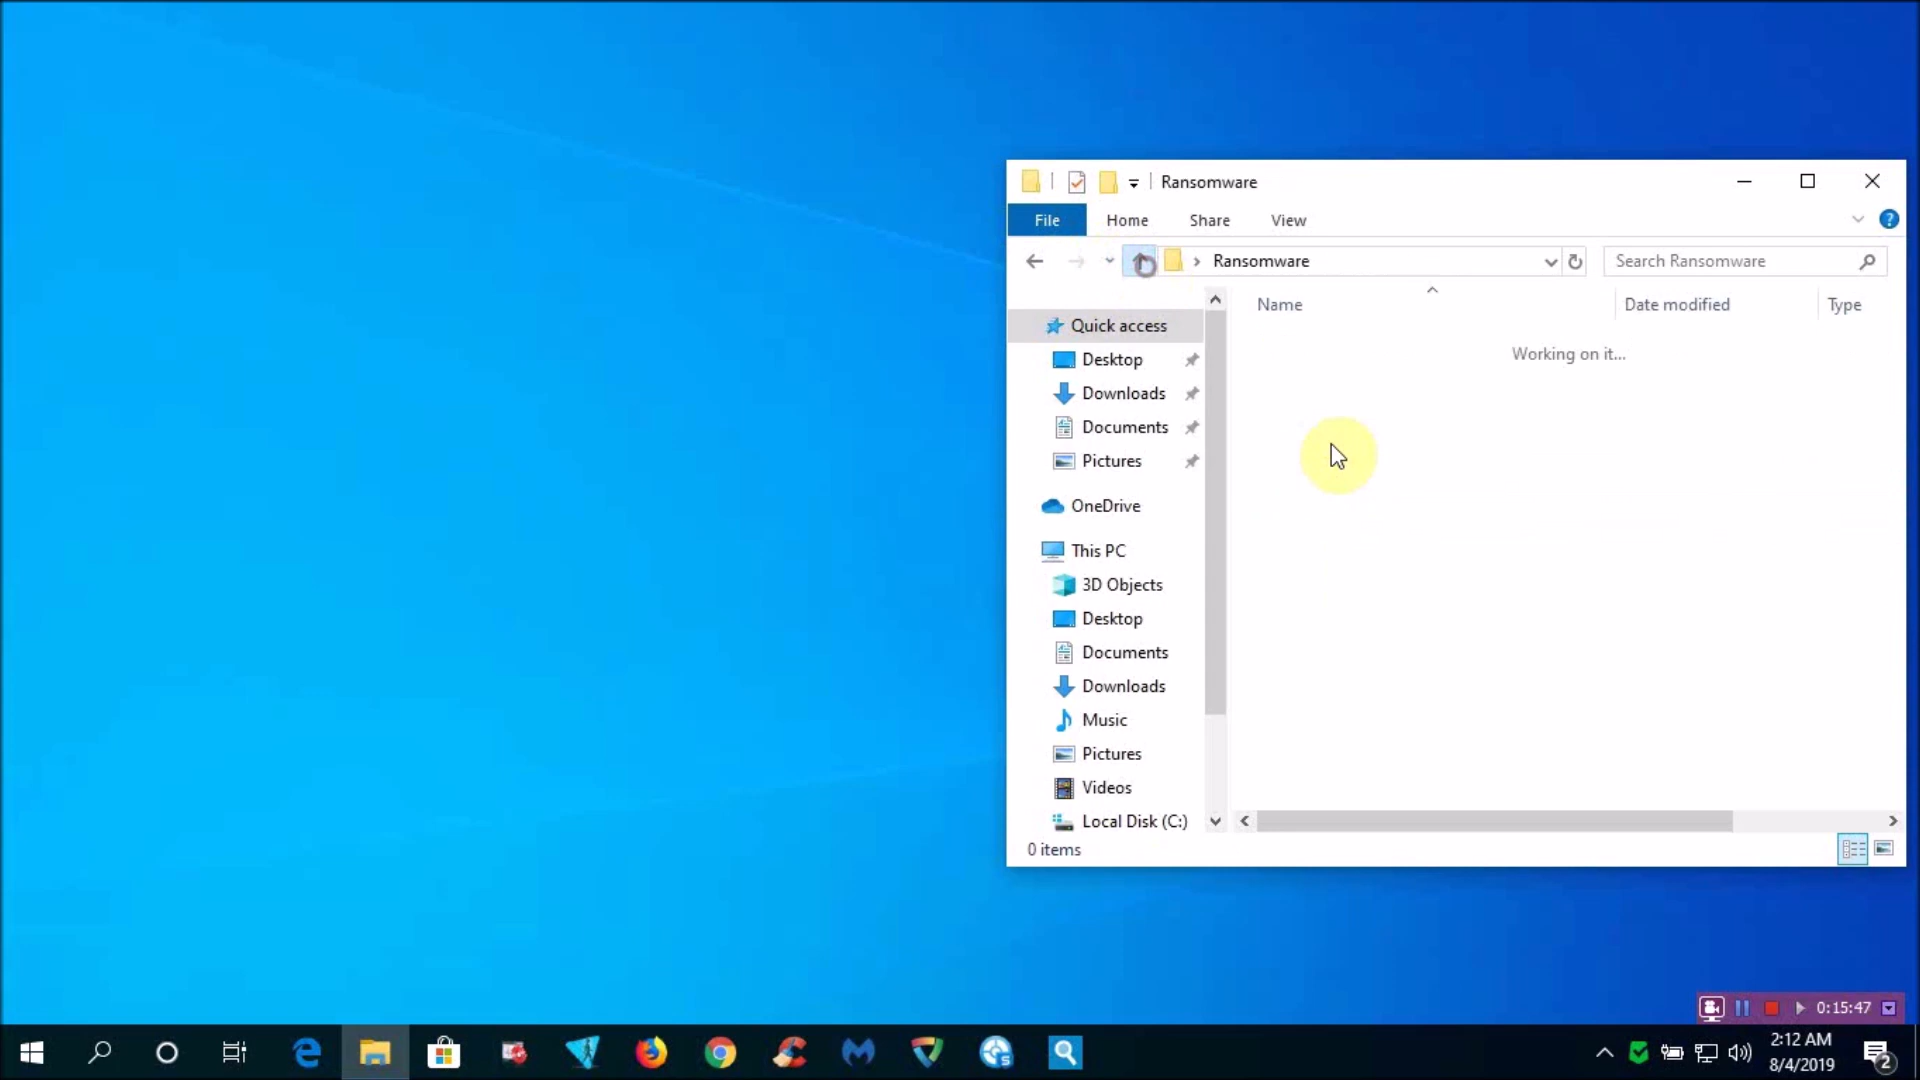 Ransomware
File Home Share View
Ransomware
Search Ransomware
Name Date modified Type
Working on it...
Quick access
Desktop
Downloads
Documents
Pictures
OneDrive
This PC
3D Objects
Desktop
Documents
Downloads
Music
Pictures
Videos
Local Disk (C:)
0 items
0:15:47
2:12 AM
8/4/2019
2